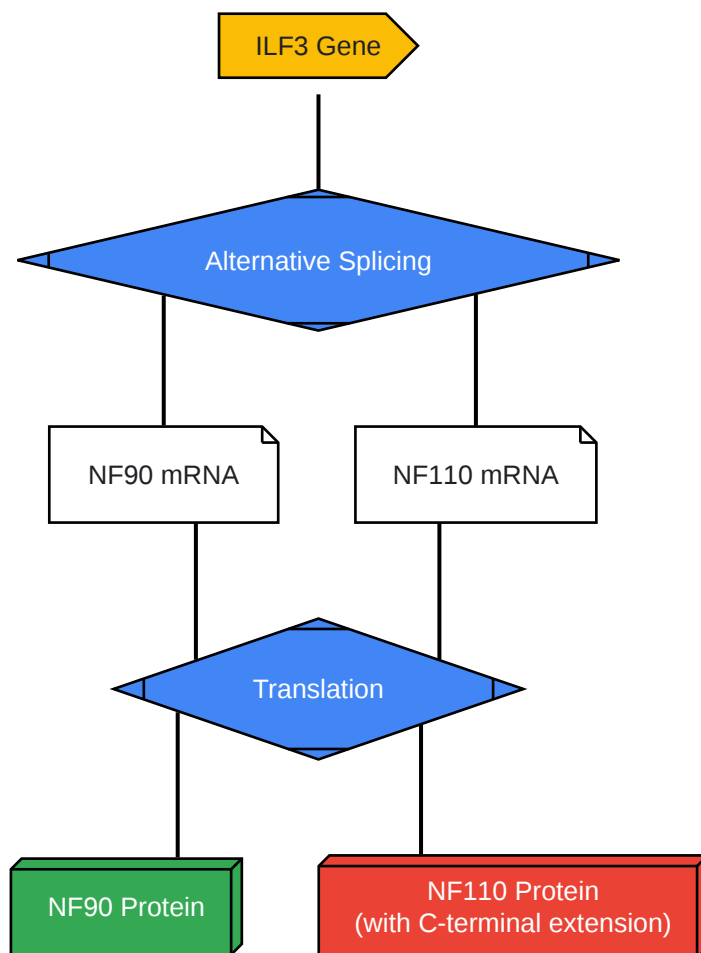 ILF3 Gene
Alternative Splicing
NF90 mRNA
NF110 mRNA
Translation
NF90 Protein
NF110 Protein
(with C-terminal extension)